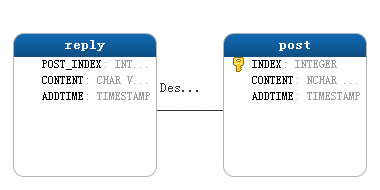 reply
POST_INDEX: INT...
CONTENT: CHAR V...
ADDTIME: TIMESTAMP
Des...
post
INDEX: INTEGER
CONTENT: NCHAR ...
ADDTIME: TIMESTAMP